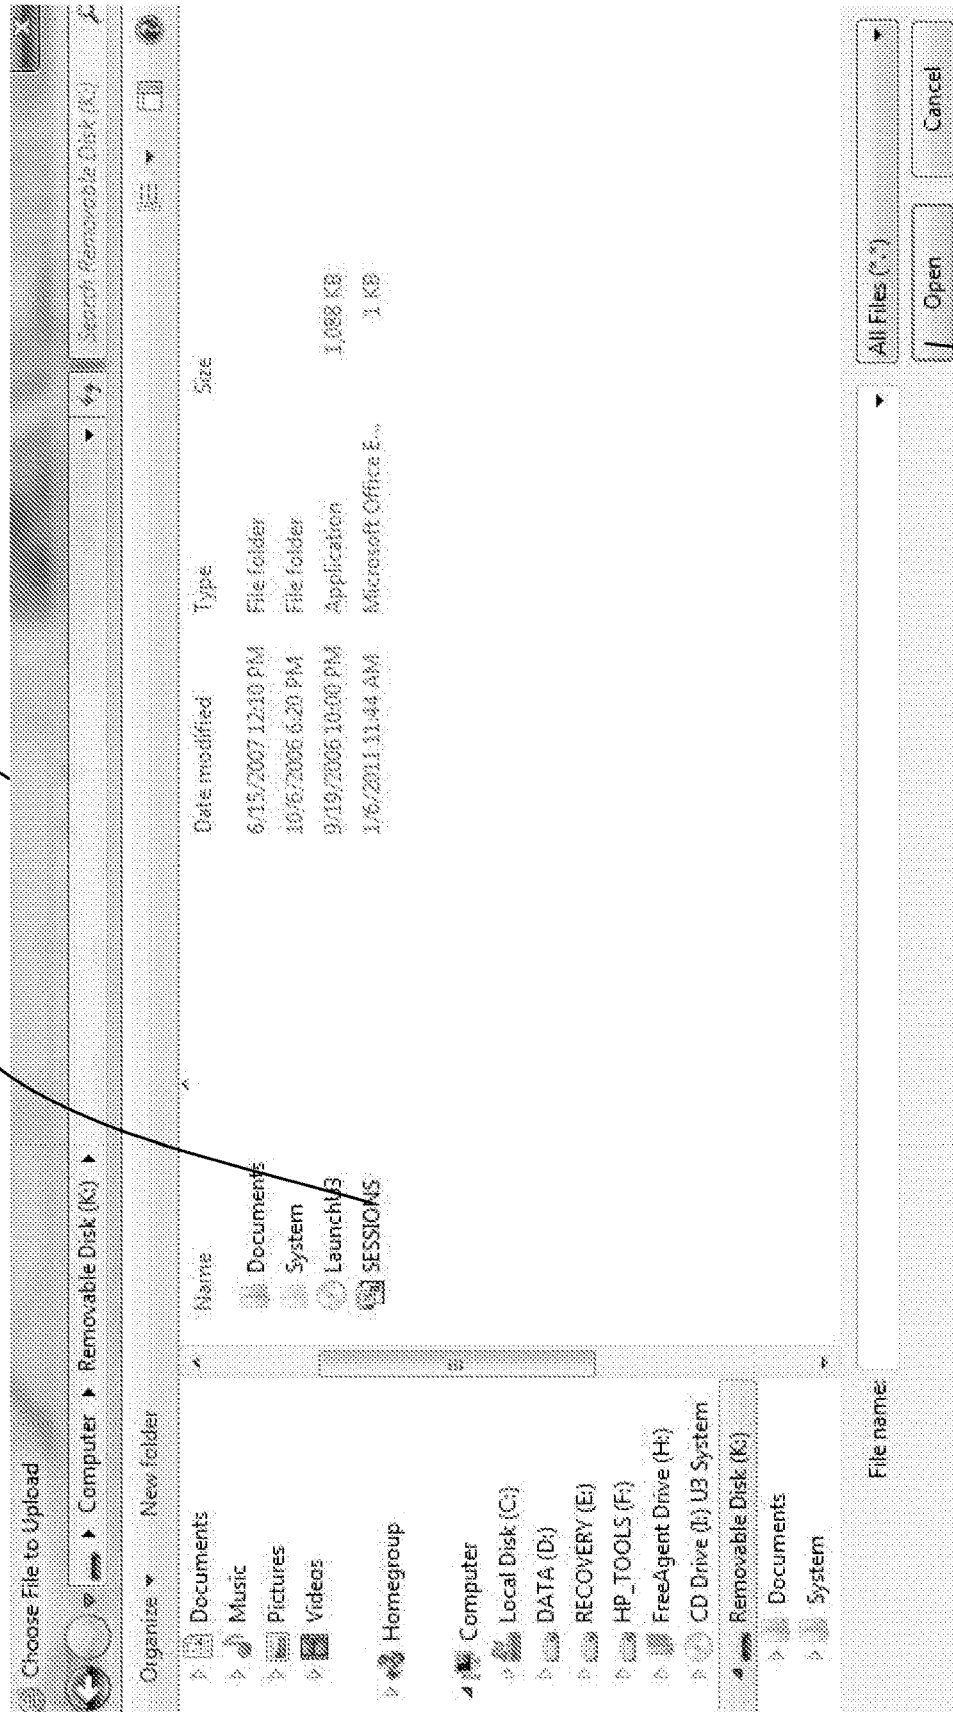 Choose File to Upload
Computer Removable Disk (K:)
Search Removable Disk (K:)
Organize New folder
Documents
Music
Pictures
Videos
Homegroup
Computer
Local Disk (C:)
DATA (D:)
RECOVERY (E:)
HP_TOOLS (F:)
FreeAgent Drive (H:)
CD Drive (I:) U3 System
Removable Disk (K:)
Documents
System
Name Date modified Type Size
Documents 6/15/2007 12:10 PM File folder
System 10/6/2006 6:20 PM File folder
LaunchU3 9/19/2006 10:00 PM Application 1,088 KB
SESSIONS 1/6/2011 11:44 AM Microsoft Office E... 1 KB
File name:
All Files (*.*)
Open Cancel